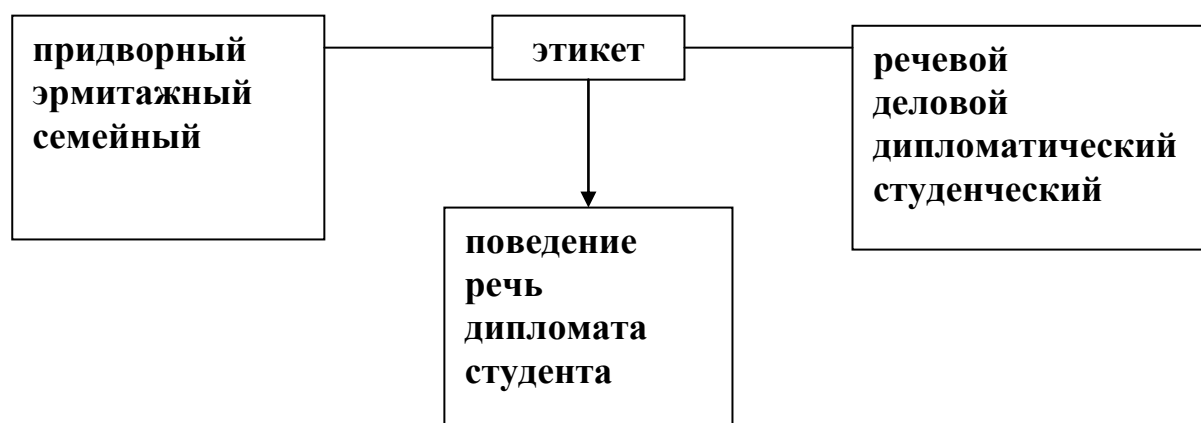 придворный
эрмитажный
семейный
этикет
речевой
деловой
дипломатический
студенческий
поведение
речь
дипломата
студента